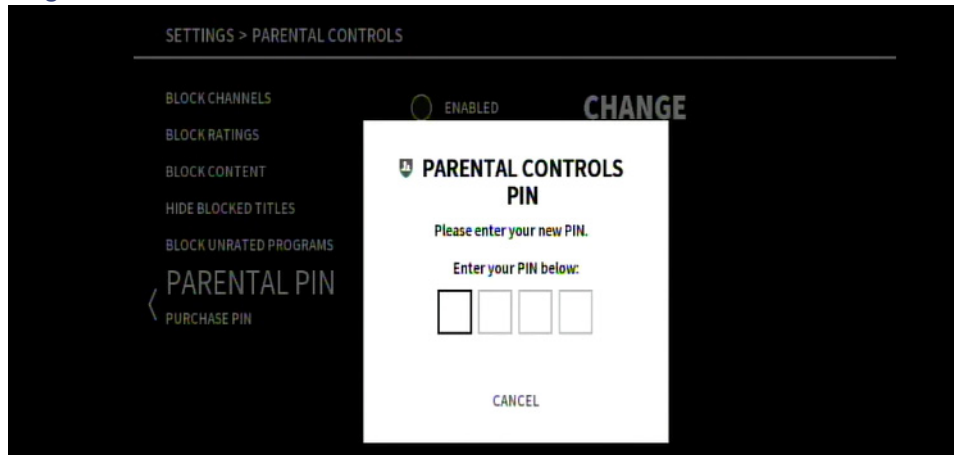 SETTINGS > PARENTAL CONTROLS
BLOCK CHANNELS
ENABLED
CHANGE
BLOCK RATINGS
BLOCK CONTENT
HIDE BLOCKED TITLES
BLOCK UNRATED PROGRAMS
PARENTAL PIN
PURCHASE PIN
PARENTAL CONTROLS
PIN
Please enter your new PIN.
Enter your PIN below:
CANCEL